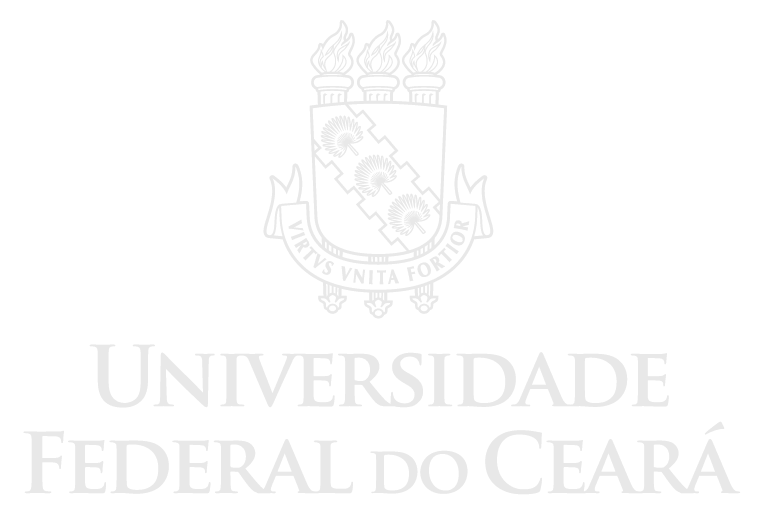 VIRTVS VNITA FORTIOR
UNIVERSIDADE
FEDERAL DO CEARÁ